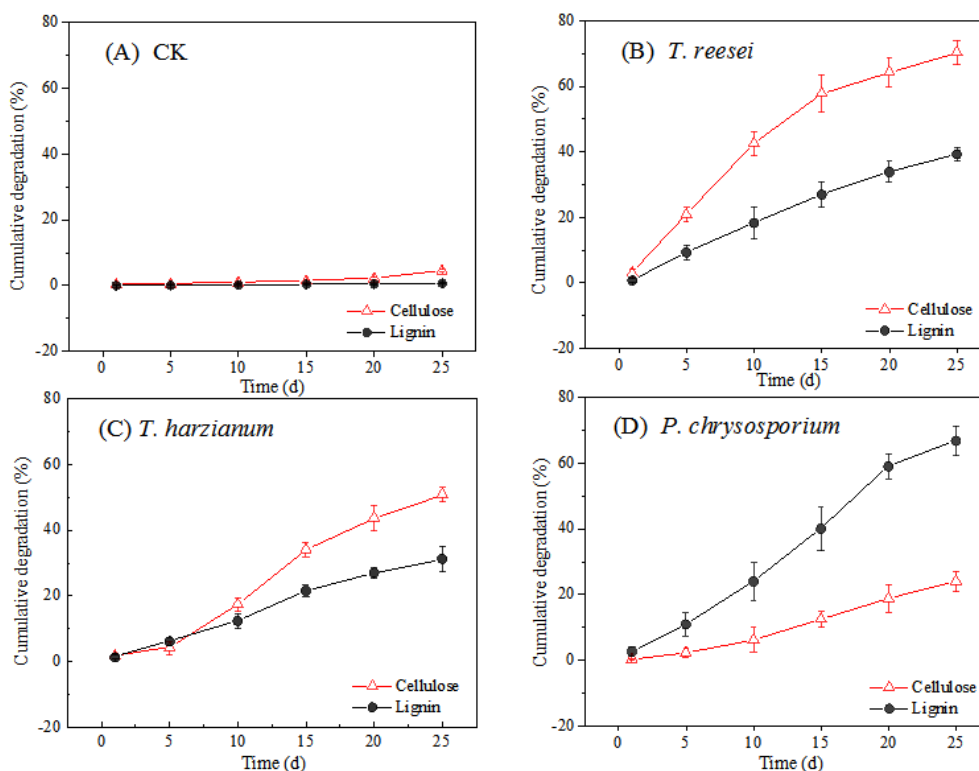 (A) CK
Cumulative degradation (%)
80
60
40
20
0
-20
0 5 10 15 20 25
Time (d)
Cellulose
Lignin
(B) T. reesei
Cumulative degradation (%)
80
60
40
20
0
-20
0 5 10 15 20 25
Time (d)
Cellulose
Lignin
(C) T. harzianum
Cumulative degradation (%)
80
60
40
20
0
-20
0 5 10 15 20 25
Time (d)
Cellulose
Lignin
(D) P. chrysosporium
Cumulative degradation (%)
80
60
40
20
0
-20
0 5 10 15 20 25
Time (d)
Cellulose
Lignin